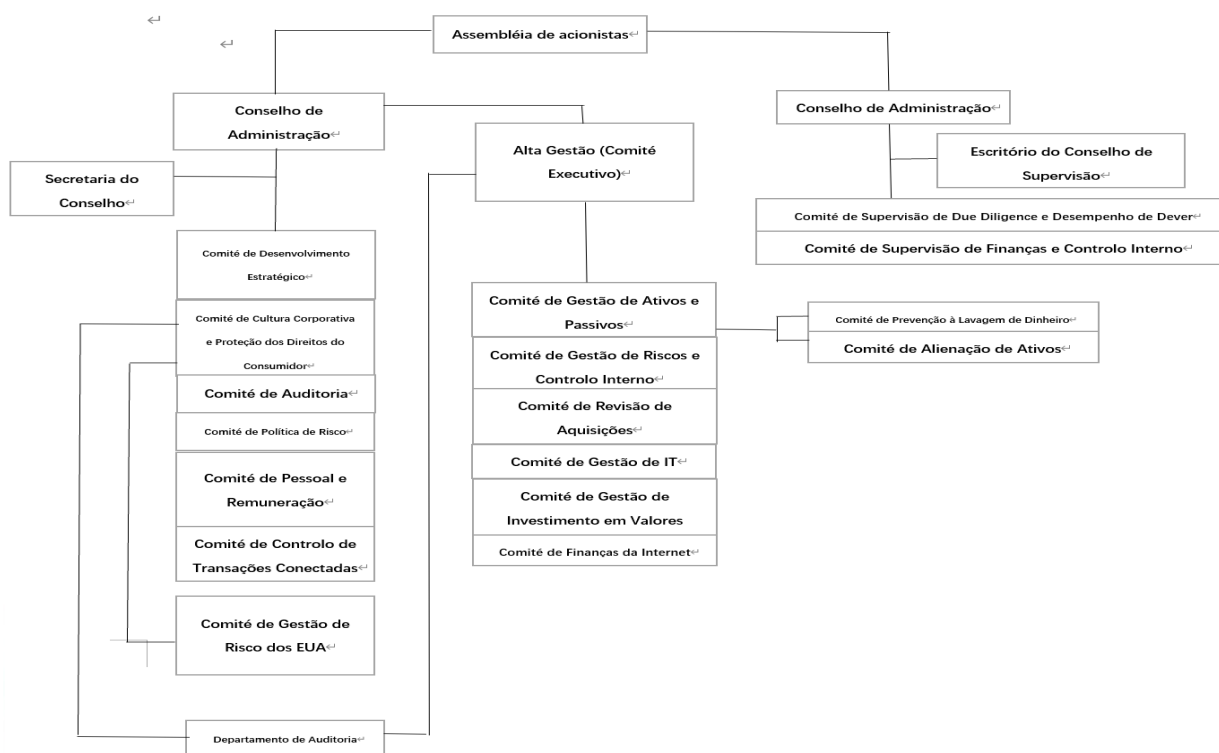 Assembléia de acionistas
Conselho de
Administração
Conselho de Administração
Alta Gestão (Comité
Executivo)
Escritório do Conselho de
Supervisão
Secretaria do
Conselho
Comité de Supervisão de Due Diligence e Desempenho de Dever
Comité de Supervisão de Finanças e Controlo Interno
Comité de Desenvolvimento
Estratégico
Comité de Cultura Corporativa
e Proteção dos Direitos do
Consumidor
Comité de Auditoria
Comité de Política de Risco
Comité de Pessoal e
Remuneração
Comité de Controlo de
Transações Conectadas
Comité de Gestão de
Risco dos EUA
Departamento de Auditoria
Comité de Gestão de Ativos e
Passivos
Comité de Gestão de Riscos e
Controlo Interno
Comité de Revisão de
Aquisições
Comité de Gestão de IT
Comité de Gestão de
Investimento em Valores
Comité de Finanças da Internet
Comité de Prevenção à Lavagem de Dinheiro
Comité de Alienação de Ativos